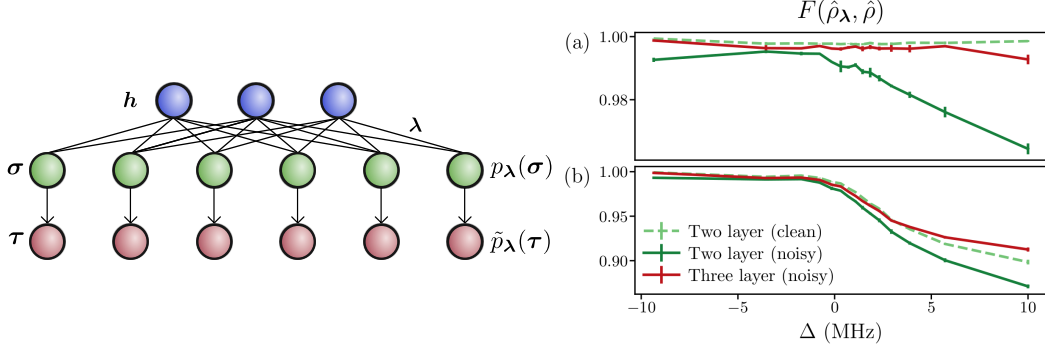 h
λ
σ
p_λ(σ)
τ
p̃_λ(τ)
F(ρ̂_λ, ρ̂)
(a)
1.00
0.98
(b)
1.00
0.95
0.90
Two layer (clean)
Two layer (noisy)
Three layer (noisy)
−10
−5
0
5
10
Δ (MHz)